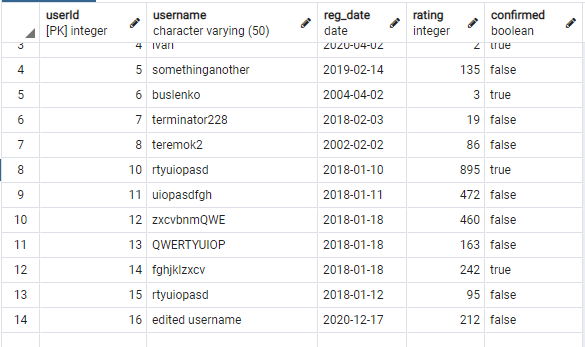 userId username reg_date rating confirmed
[PK] integer character varying (50) date integer boolean
3 4 ivan 2020-04-02 2 true
4 5 somethinganother 2019-02-14 135 false
5 6 buslenko 2004-04-02 3 true
6 7 terminator228 2018-02-03 19 false
7 8 teremok2 2002-02-02 86 false
8 10 rtyuiopasd 2018-01-10 895 true
9 11 uiopasdfgh 2018-01-11 472 false
10 12 zxcvbnmQWE 2018-01-18 460 false
11 13 QWERTYUIOP 2018-01-18 163 false
12 14 fghjklzxcv 2018-01-18 242 true
13 15 rtyuiopasd 2018-01-12 95 false
14 16 edited username 2020-12-17 212 false